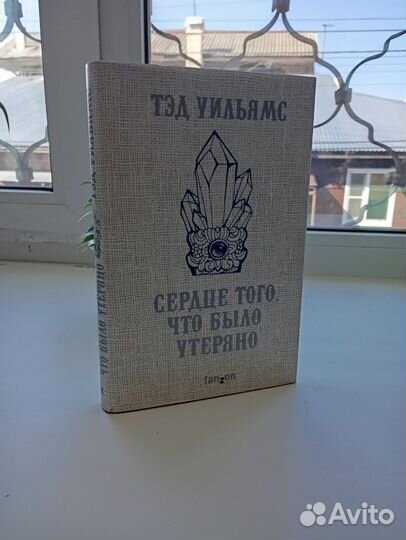 ТЭД УИЛЬЯМС
СЕРДЦЕ ТОГО,
ЧТО БЫЛО
УТЕРЯНО
fanzon
ЧТО БЫЛО УТЕРЯНО
Avito